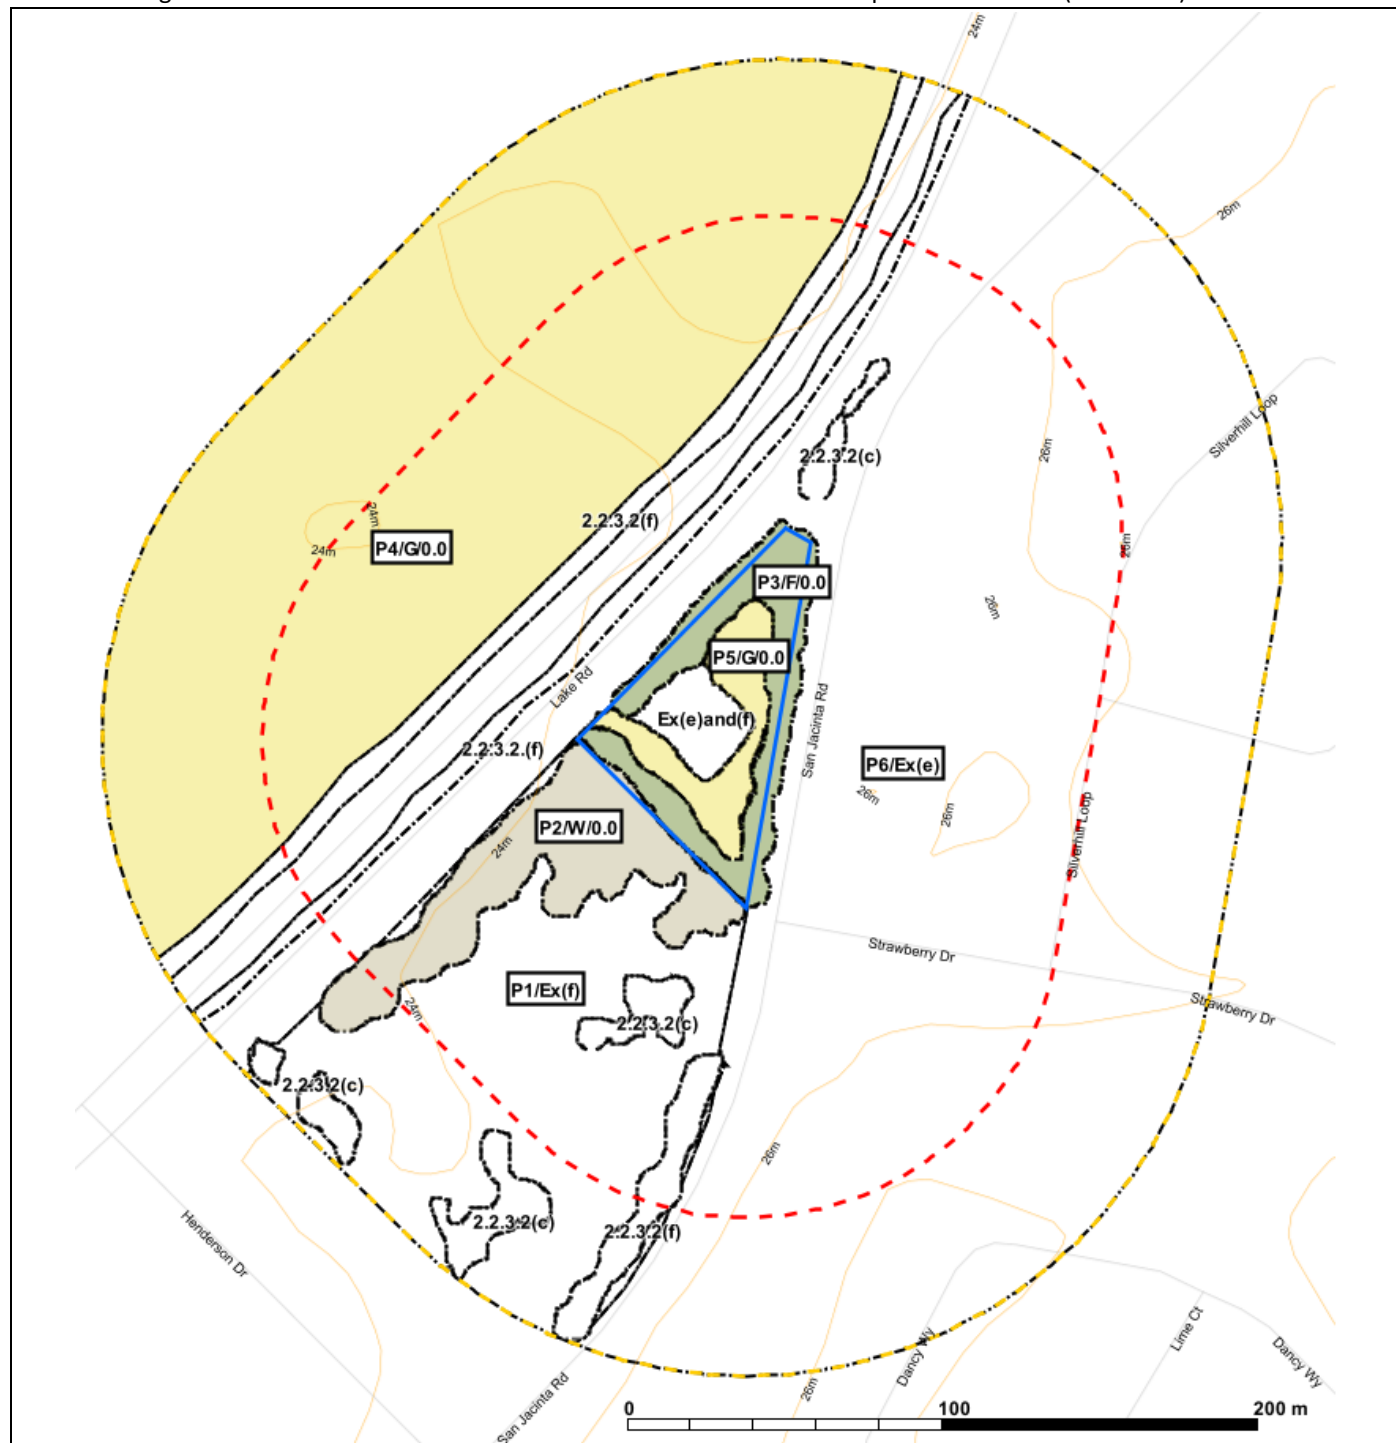 24m
26m
Silverhill Loop
26m
2.2.3.2(c)
24m
2.2.3.2(f)
24m
P4/G/0.0
26m
P3/F/0.0
26m
P5/G/0.0
Lake Rd
Ex(e)and(f)
San Jacinta Rd
2.2.3.2.(f)
P6/Ex(e)
26m
26m
P2/W/0.0
24m
Silverhill Loop
Strawberry Dr
P1/Ex(f)
24m
Strawberry Dr
2.2.3.2(c)
2.2.3.2(c)
26m
2.2.3.2(c)
2.2.3.2(f)
Henderson Dr
Lime Ct
Dancy Wy
Dancy Wy
26m
San Jacinta Rd
0 100 200 m